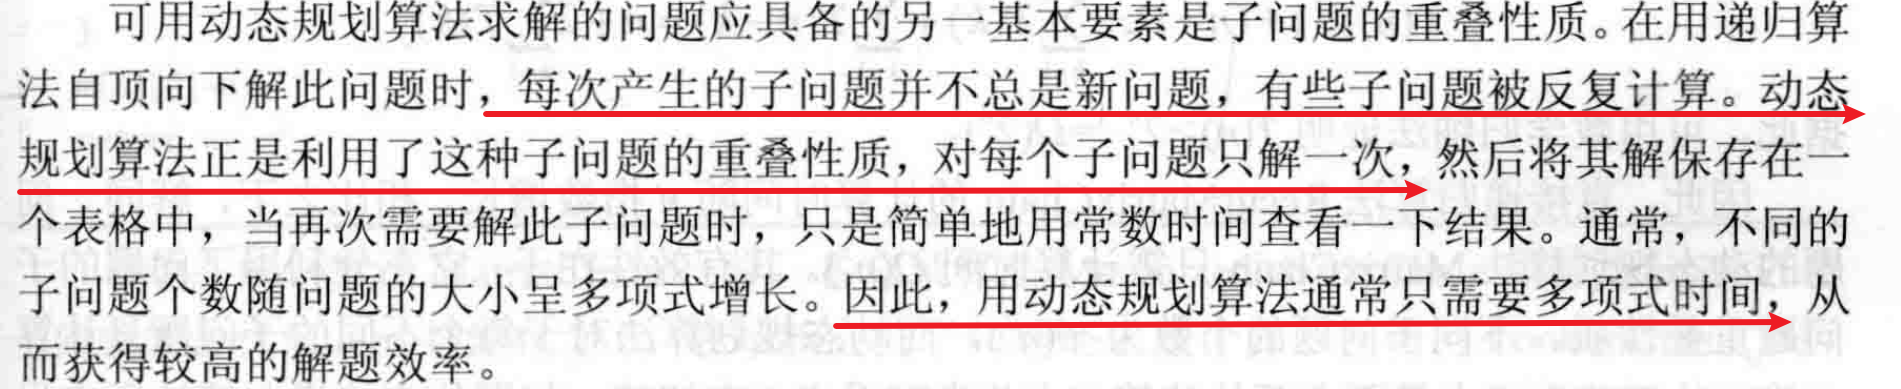 可用动态规划算法求解的问题应具备的另一基本要素是子问题的重叠性质。在用递归算
法自顶向下解此问题时，每次产生的子问题并不总是新问题，有些子问题被反复计算。动态
规划算法正是利用了这种子问题的重叠性质，对每个子问题只解一次，然后将其解保存在一
个表格中，当再次需要解此子问题时，只是简单地用常数时间查看一下结果。通常，不同的
子问题个数随问题的大小呈多项式增长。因此，用动态规划算法通常只需要多项式时间，从
而获得较高的解题效率。